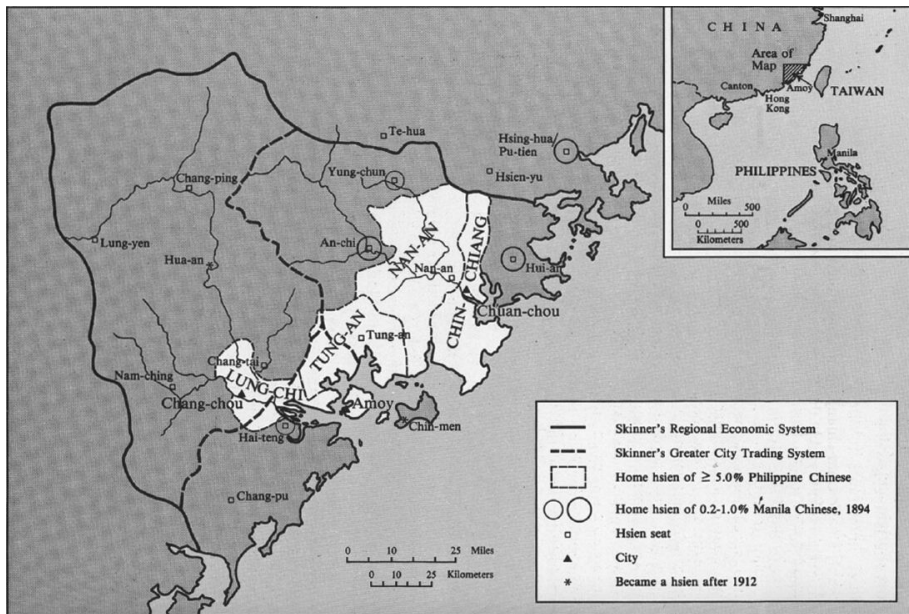 CHINA
Shanghai
Area of
Map
Canton
Amoy
Hong
Kong
TAIWAN
Manila
PHILIPPINES
Miles
0 500
0 500
Kilometers
Te-hua
Hsing-hua/
Pu-tien
Yung-chun
Hsien-yu
Chang-ping
Lung-yen
An-chi
NAN-AN
CHIN-CHIANG
Hua-an
Nan-an
Hui-an
Chuan-chou
TUNG-AN
Tung-an
Chang-tai
Nam-ching
LUNG-CHI
Chang-chou
Amoy
Chin-men
Hai-teng
Chang-pu
0 5 10 15 25 Miles
Kilometers
0 5 10 25
Skinner's Regional Economic System
Skinner's Greater City Trading System
Home hsien of ≥ 5.0% Philippine Chinese
Home hsien of 0.2-1.0% Manila Chinese, 1894
Hsien seat
City
Became a hsien after 1912